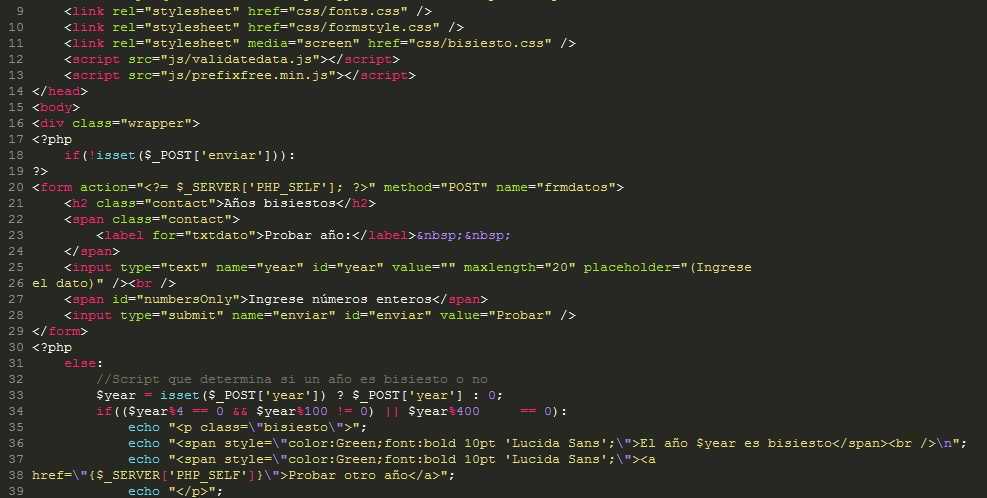 9 <link rel="stylesheet" href="css/fonts.css" />
10 <link rel="stylesheet" href="css/formstyle.css" />
11 <link rel="stylesheet" media="screen" href="css/bisiesto.css" />
12 <script src="js/validatedata.js"></script>
13 <script src="js/prefixfree.min.js"></script>
14 </head>
15 <body>
16 <div class="wrapper">
17 <?php
18 if(!isset($_POST['enviar'])):
19 ?>
20 <form action="<?= $_SERVER['PHP_SELF']; ?>" method="POST" name="frmdatos">
21 <h2 class="contact">Años bisiestos</h2>
22 <span class="contact">
23 <label for="txtdato">Probar año:</label>&nbsp;&nbsp;
24 </span>
25 <input type="text" name="year" id="year" value="" maxlength="20" placeholder="(Ingrese
26 el dato)" /><br />
27 <span id="numbersOnly">Ingrese números enteros</span>
28 <input type="submit" name="enviar" id="enviar" value="Probar" />
29 </form>
30 <?php
31 else:
32 //Script que determina si un año es bisiesto o no
33 $year = isset($_POST['year']) ? $_POST['year'] : 0;
34 if(($year%4 == 0 && $year%100 != 0) || $year%400 == 0):
35 echo "<p class=\"bisiesto\">";
36 echo "<span style=\"color:Green;font:bold 10pt 'Lucida Sans';\">El año $year es bisiesto</span><br />\n";
37 echo "<span style=\"color:Green;font:bold 10pt 'Lucida Sans';\"><a
38 href=\"{$_SERVER['PHP_SELF']}\">Probar otro año</a>";
39 echo "</p>";